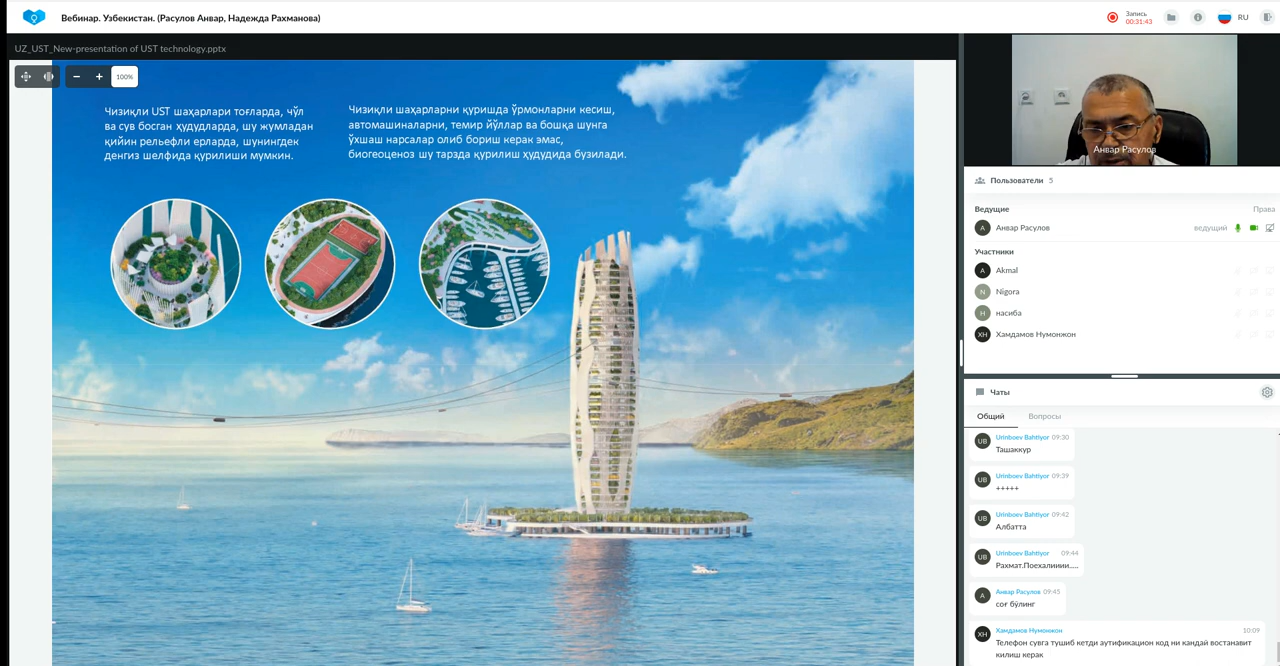 Вебинар. Узбекистан. (Расулов Анвар, Надежда Рахманова)
Запись
00:31:43
RU
UZ_UST_New-presentation of UST technology.pptx
100%
Чизиқли UST шаҳарлари тоғларда, чўл
ва сув босган ҳудудларда, шу жумладан
қийин рельефли ерларда, шунингдек
денгиз шелфида қурилиши мумкин.
Чизиқли шаҳарларни қуришда ўрмонларни кесиш,
автомашиналарни, темир йўллар ва бошқа шунга
ўхшаш нарсалар олиб бориш керак эмас,
биогеоценоз шу тарзда қурилиш ҳудудида бузилади.
Анвар Расулов
Пользователи 5
Ведущие Права
А Анвар Расулов ведущий
Участники
A Akmal
N Nigora
Н насиба
ХН Хамдамов Нумонжон
Чаты
Общий Вопросы
UB Urinboev Bahtiyor 09:30
Ташаккур
UB Urinboev Bahtiyor 09:39
+++++
UB Urinboev Bahtiyor 09:42
Албатта
UB Urinboev Bahtiyor 09:44
Рахмат.Поехалииии.....
А Анвар Расулов 09:45
соғ бўлинг
ХН Хамдамов Нумонжон 10:09
Телефон сувга тушиб кетди аутификацион код ни кандай востанавит
килиш керак